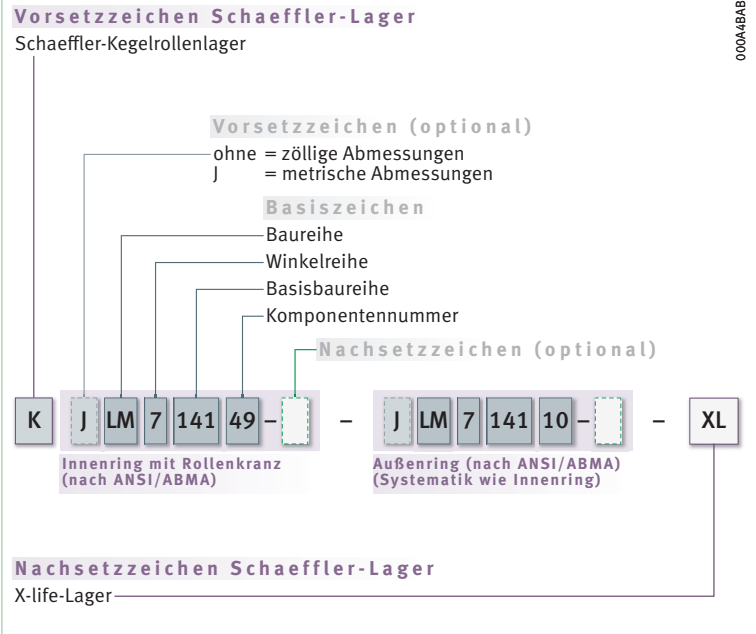 000A4BAB
Vorsetzzeichen Schaeffler-Lager
Schaeffler-Kegelrollenlager
Vorsetzzeichen (optional)
ohne = zöllige Abmessungen
J = metrische Abmessungen
Basiszeichen
Baureihe
Winkelreihe
Basisbaureihe
Komponentennummer
Nachsetzzeichen (optional)
K J LM 7 141 49 – – J LM 7 141 10 – – XL
Innenring mit Rollenkranz
(nach ANSI/ABMA)
Außenring (nach ANSI/ABMA)
(Systematik wie Innenring)
Nachsetzzeichen Schaeffler-Lager
X-life-Lager